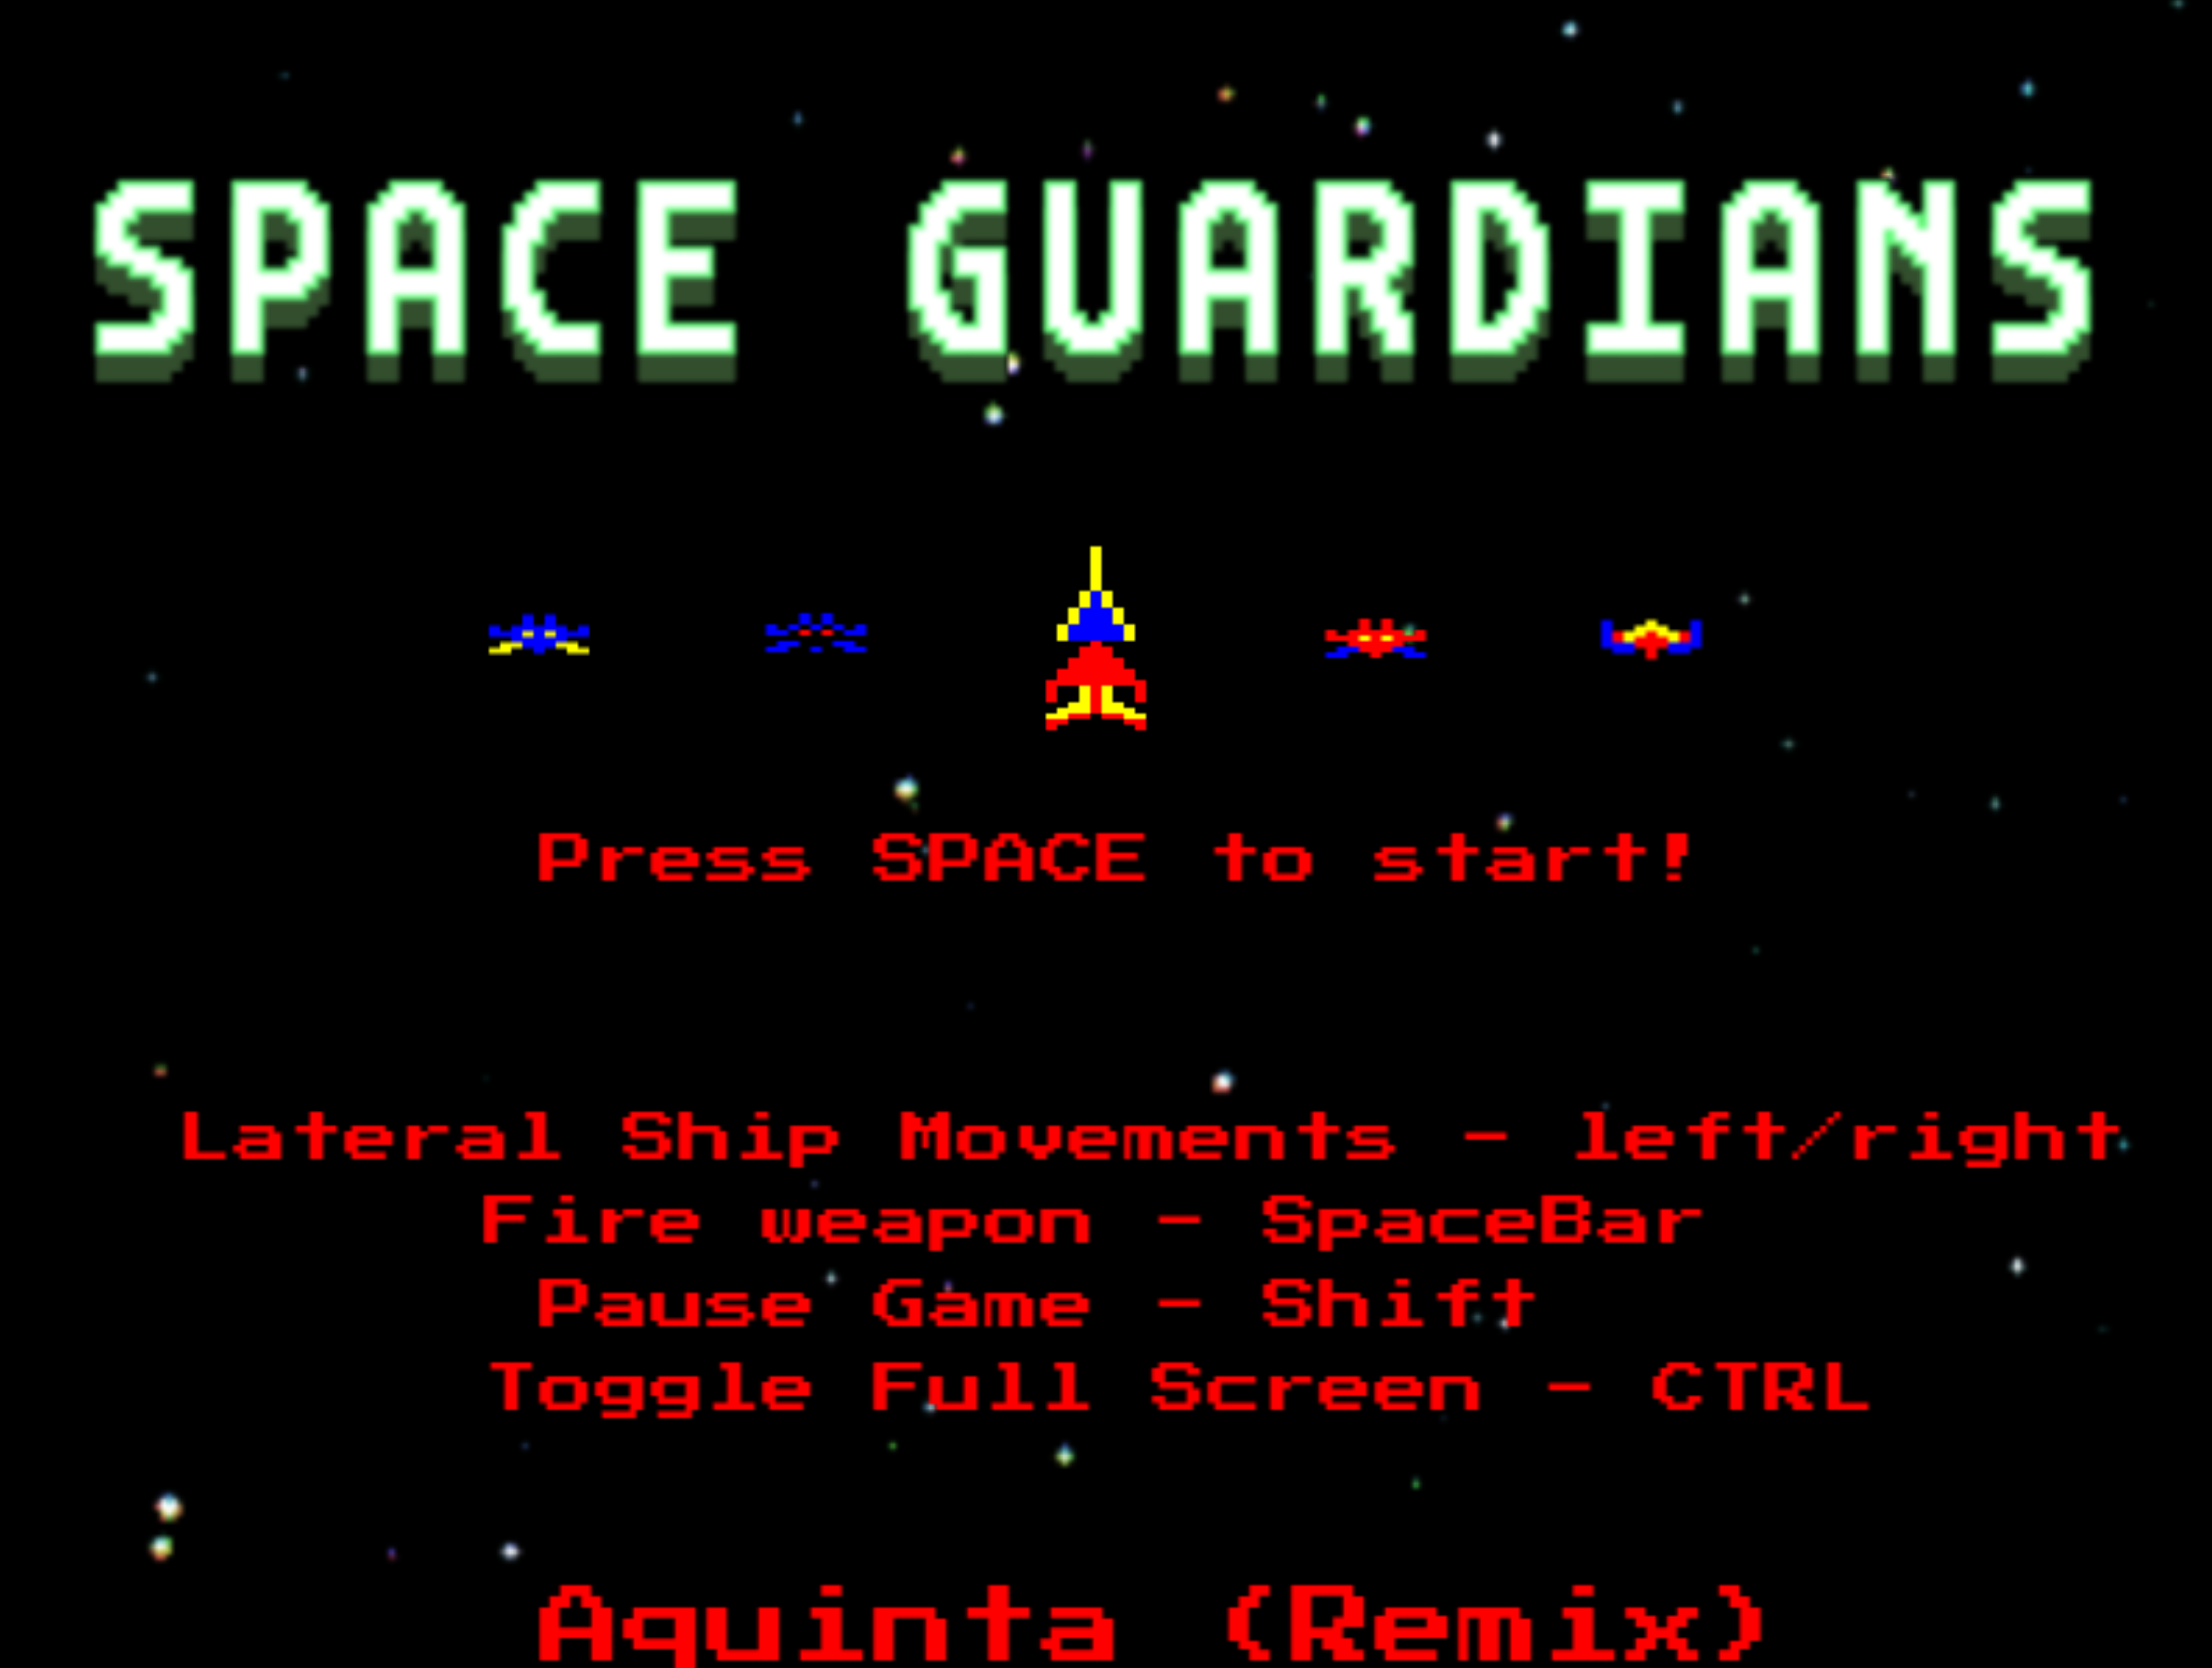 SPACE GUARDIANS
Press SPACE to start!
Lateral Ship Movements - left/right
Fire weapon - SpaceBar
Pause Game - Shift
Toggle Full Screen - CTRL
Aquinta (Remix)